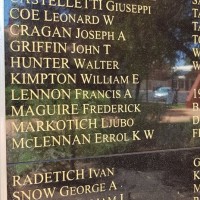 CASTELLETTI GIUSEPPI
COE LEONARD W
CRAGAN JOSEPH A
GRIFFIN JOHN T
HUNTER WALTER
KIMPTON WILLIAM E
LENNON FRANCIS A
MAGUIRE FREDERICK
MARKOTICH LJUBO
MCLENNAN ERROL K W
RADETICH IVAN
SNOW GEORGE A